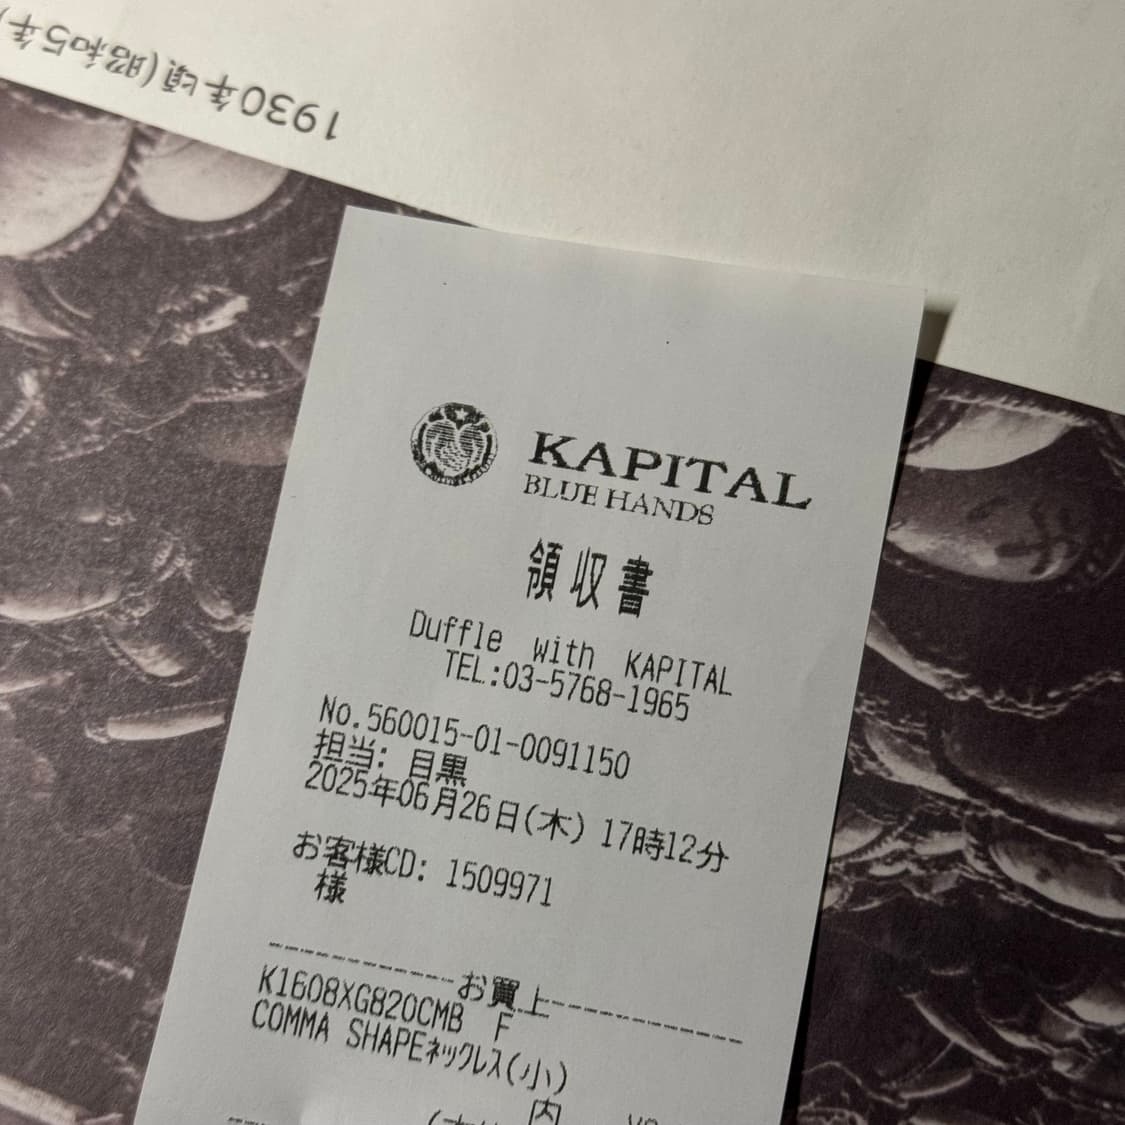 1930年頃(昭和5年
KAPITAL
BLUE HANDS
領収書
Duffle with KAPITAL
TEL:03-5768-1965
No.560015-01-0091150
担当: 目黒
2025年06月26日(木) 17時12分
お客様CD: 1509971
様
お買上
K1608XG820CMB F
COMMA SHAPEネックレス(小)
内